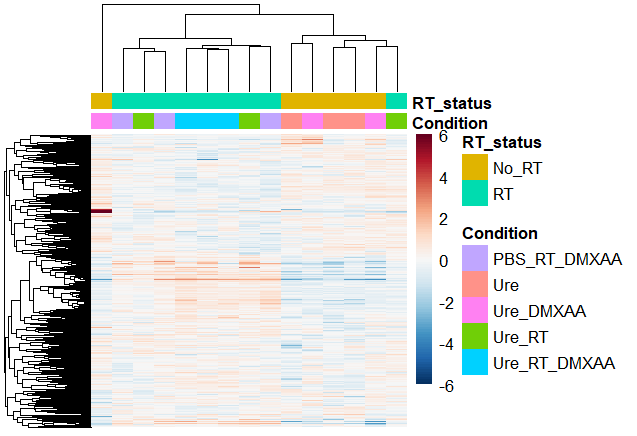 RT_status
Condition
6
4
2
0
-2
-4
-6
RT_status
No_RT
RT
Condition
PBS_RT_DMXAA
Ure
Ure_DMXAA
Ure_RT
Ure_RT_DMXAA